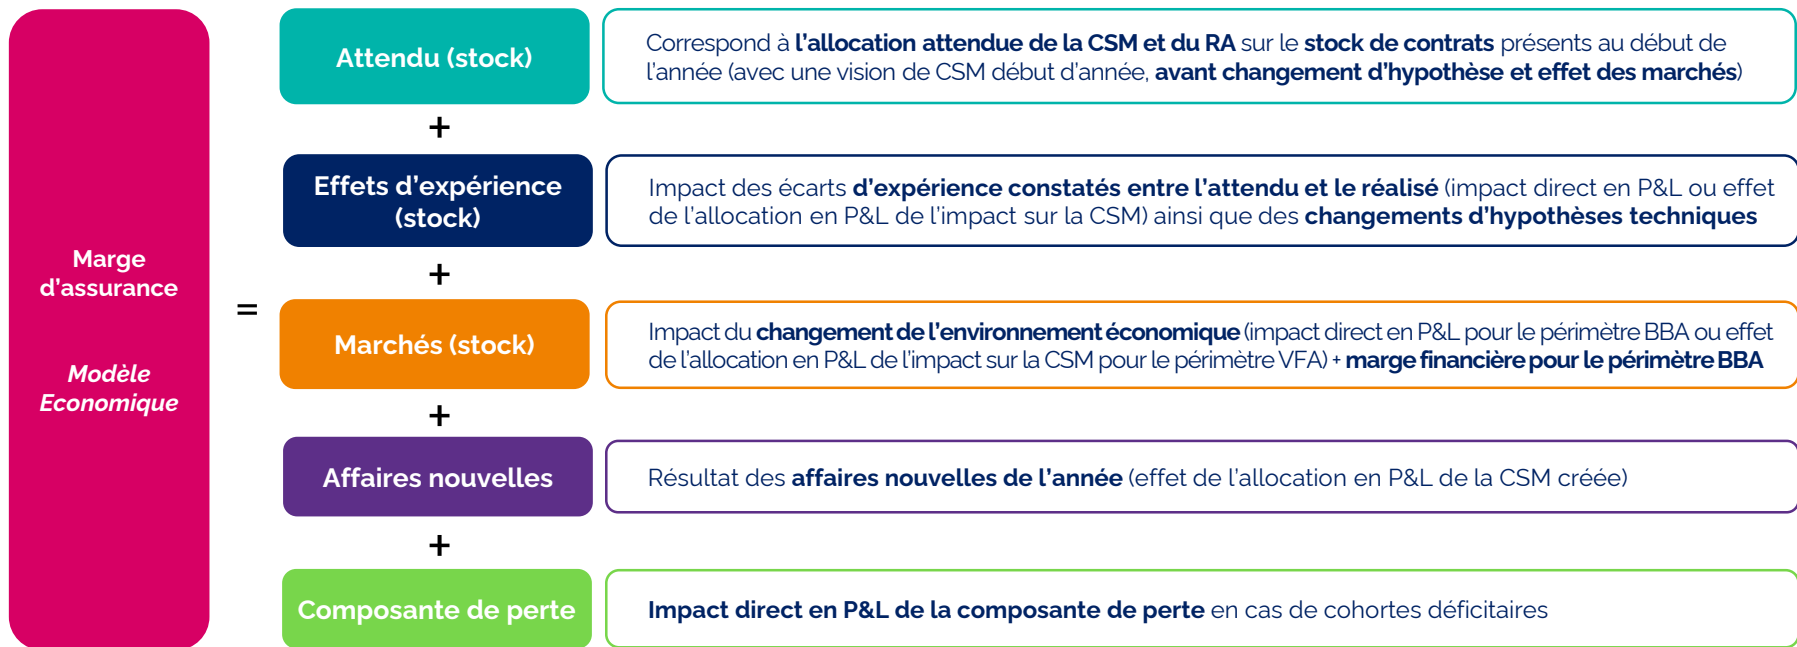 Marge
d’assurance
Modèle
Economique
=
Attendu (stock)
Correspond à l’allocation attendue de la CSM et du RA sur le stock de contrats présents au début de
l’année (avec une vision de CSM début d’année, avant changement d’hypothèse et effet des marchés)
+
Effets d’expérience
(stock)
Impact des écarts d’expérience constatés entre l’attendu et le réalisé (impact direct en P&L ou effet
de l’allocation en P&L de l’impact sur la CSM) ainsi que des changements d’hypothèses techniques
+
Marchés (stock)
Impact du changement de l’environnement économique (impact direct en P&L pour le périmètre BBA ou effet
de l’allocation en P&L de l’impact sur la CSM pour le périmètre VFA) + marge financière pour le périmètre BBA
+
Affaires nouvelles
Résultat des affaires nouvelles de l’année (effet de l’allocation en P&L de la CSM créée)
+
Composante de perte
Impact direct en P&L de la composante de perte en cas de cohortes déficitaires